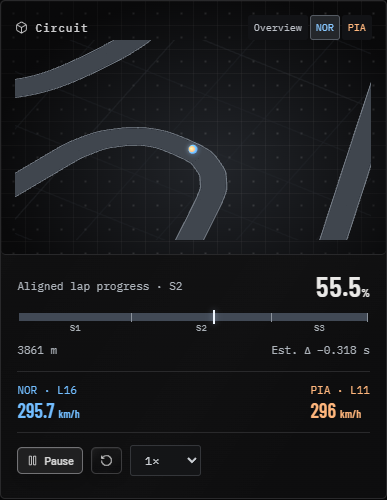 Circuit
Overview NOR PIA
Aligned lap progress · S2 55.5%
S1 S2 S3
3861 m Est. Δ −0.318 s
NOR · L16 PIA · L11
295.7 km/h 296 km/h
Pause 1×